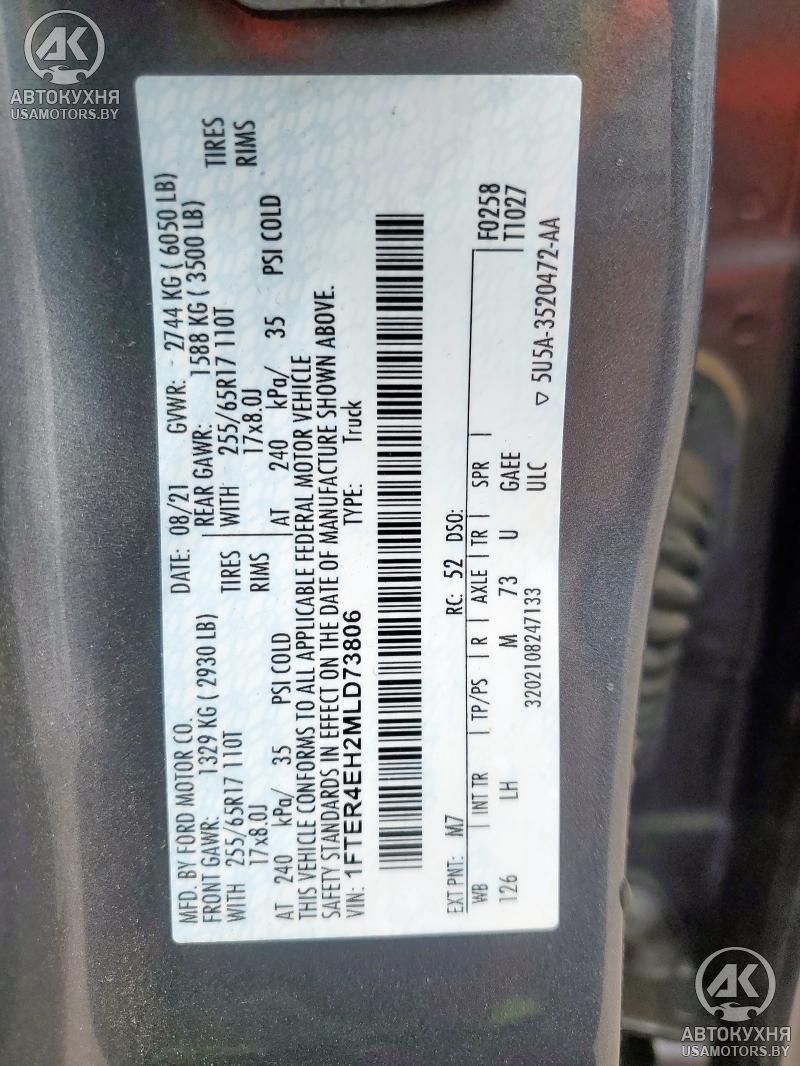 AK
АВТОКУХНЯ
USAMOTORS.BY
MFD. BY FORD MOTOR CO. DATE: 08/21 GVWR: 2744 KG ( 6050 LB)
FRONT GAWR: 1329 KG ( 2930 LB) REAR GAWR: 1588 KG ( 3500 LB)
WITH 255/65R17 110T TIRES WITH 255/65R17 110T TIRES
17x8.0J RIMS 17x8.0J RIMS
AT 240 kPa/ 35 PSI COLD AT 240 kPa/ 35 PSI COLD
THIS VEHICLE CONFORMS TO ALL APPLICABLE FEDERAL MOTOR VEHICLE
SAFETY STANDARDS IN EFFECT ON THE DATE OF MANUFACTURE SHOWN ABOVE.
VIN: 1FTER4EH2MLD73806 TYPE: Truck
EXT PNT: M7 RC: 52 DSO: F0258
T1027
WB INT TR TP/PS R AXLE TR SPR
126 LH M 73 U GAEE
3202108247133 ULC ▽ 5U5A-3520472-AA
AK
АВТОКУХНЯ
USAMOTORS.BY